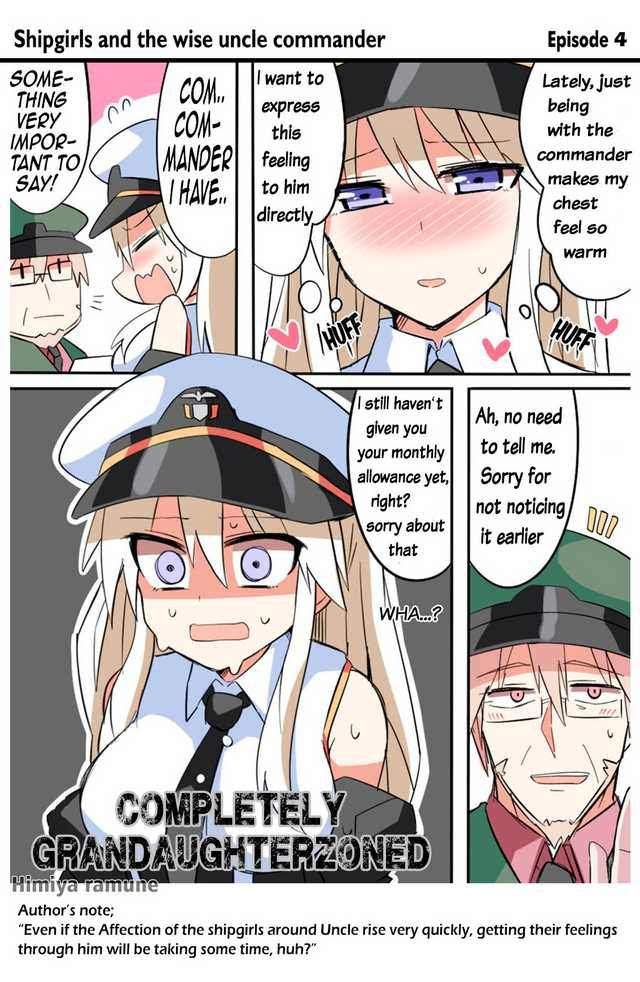 Shipgirls and the wise uncle commander
Episode 4
Lately, just
being
with the
commander
makes my
chest
feel so
warm
I want to
express
this
feeling
to him
directly
HUFF
HUFF
COM..
COM-
MANDER
I HAVE..
SOME-
THING
VERY
IMPOR-
TANT TO
SAY!
Ah, no need
to tell me.
Sorry for
not noticing
it earlier
I still haven't
given you
your monthly
allowance yet,
right?
sorry about
that
WHA...?
COMPLETELY
GRANDAUGHTERZONED
Himiya ramune
Author's note;
"Even if the Affection of the shipgirls around Uncle rise very quickly, getting their feelings
through him will be taking some time, huh?"